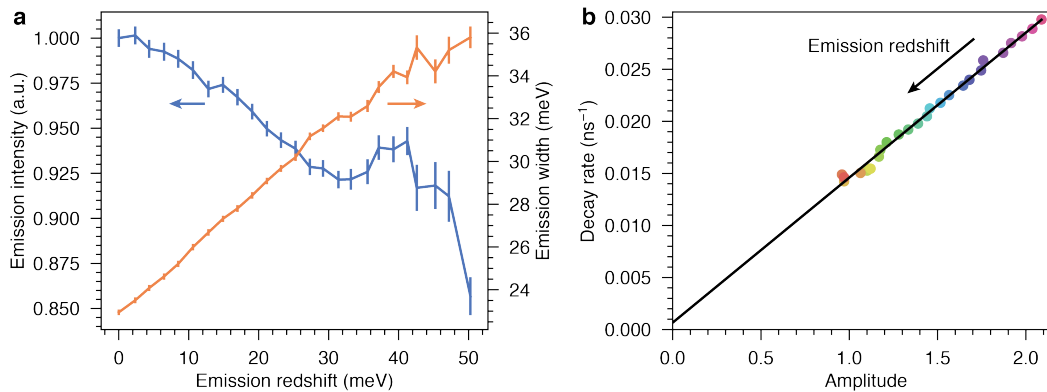 a
1.000
0.975
0.950
0.925
0.900
0.875
0.850
Emission intensity (a.u.)
36
34
32
30
28
26
24
Emission width (meV)
0 10 20 30 40 50
Emission redshift (meV)
b
0.030
0.025
0.020
0.015
0.010
0.005
0.000
Decay rate (ns⁻¹)
Emission redshift
0.0 0.5 1.0 1.5 2.0
Amplitude